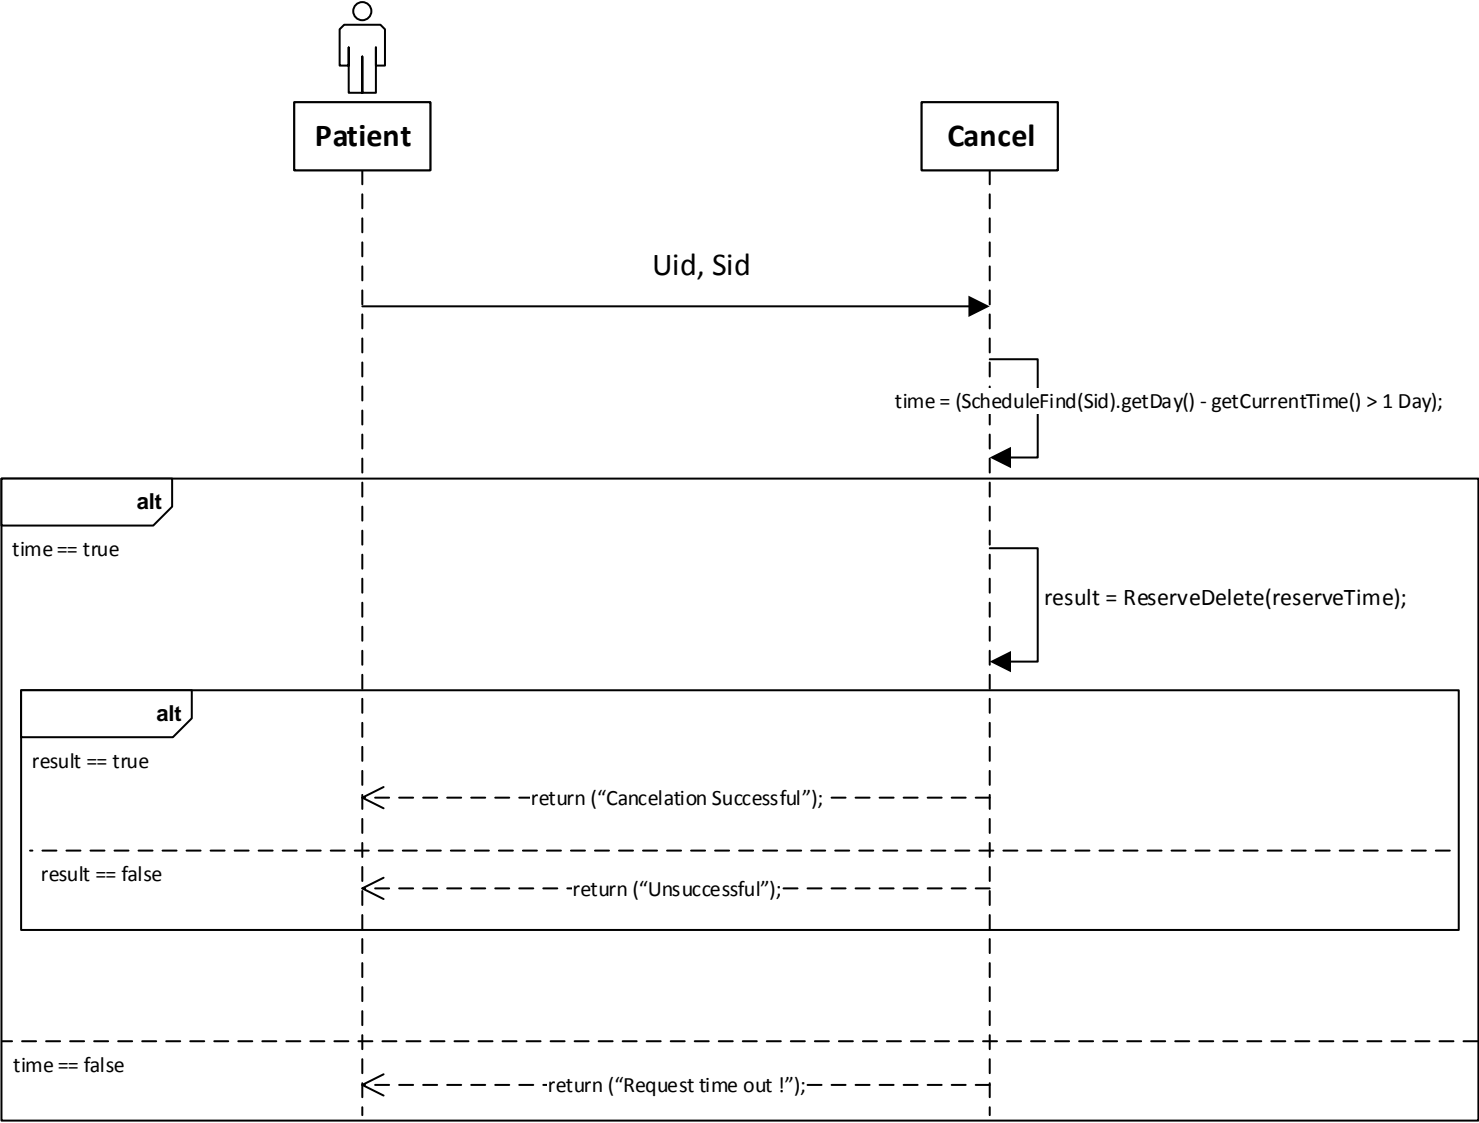 Patient
Cancel
Uid, Sid
time = (ScheduleFind(Sid).getDay() - getCurrentTime() > 1 Day);
alt
time == true
result = ReserveDelete(reserveTime);
alt
result == true
return (“Cancelation Successful”);
result == false
return (“Unsuccessful”);
time == false
return (“Request time out !”);